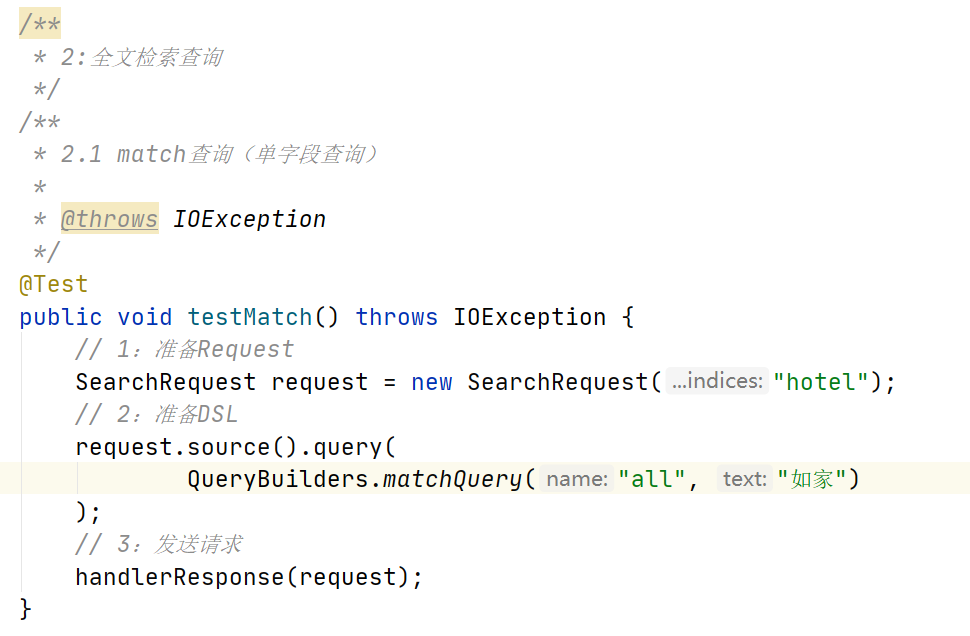 /**
 * 2:全文检索查询
 */
/**
 * 2.1 match查询（单字段查询）
 *
 * @throws IOException
 */
@Test
public void testMatch() throws IOException {
    // 1：准备Request
    SearchRequest request = new SearchRequest( ...indices: "hotel");
    // 2：准备DSL
    request.source().query(
            QueryBuilders.matchQuery( name: "all",  text: "如家")
    );
    // 3：发送请求
    handlerResponse(request);
}